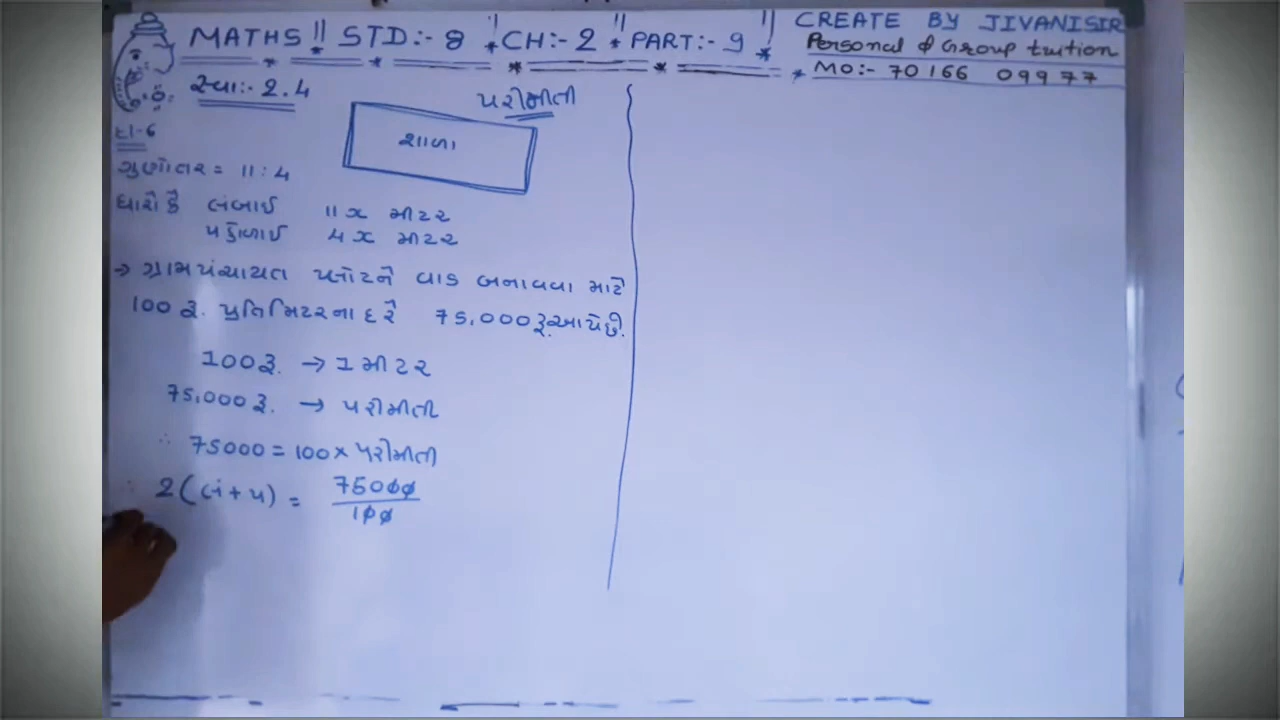 MATHS !! STD:- 8 !! CH:- 2 !! PART:- 9 !!
CREATE BY JIVANISIR
Personal & Group tuition
MO:- 70166 09977
સ્વા:- 2.4
પરીમીતી
શાળા
દા-6
ગુણોતર = 11 : 4
ધારો કે લંબાઈ 11x મીટર
પહોળાઈ 4x મીટર
→ ગ્રામપંચાયત પ્લોટને વાડ બનાવવા માટે
100 રૂ. પ્રતિમિટરના દરે 75,000 રૂ. આપે છે.
100 રૂ. → 1 મીટર
75,000 રૂ. → પરીમીતી
∴ 75000 = 100 × પરીમીતી
∴ 2 (લં + પ) = 75000 / 100